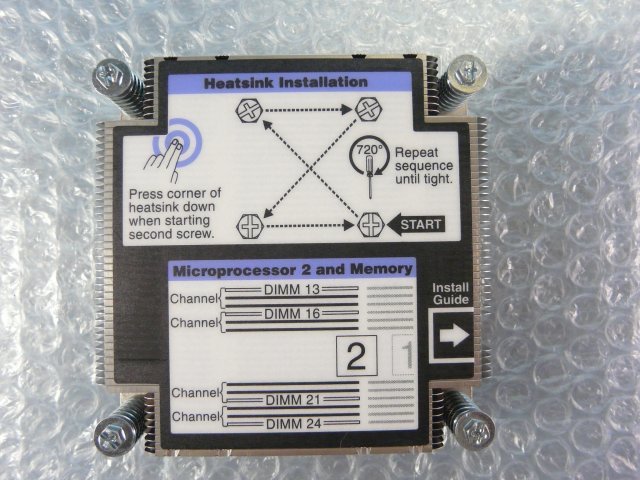 Heatsink Installation
720°
Repeat
sequence
until tight.
Press corner of
heatsink down
when starting
second screw.
START
Microprocessor 2 and Memory
Install
Guide
Channel
DIMM 13
Channel
DIMM 16
2
1
Channel
DIMM 21
Channel
DIMM 24